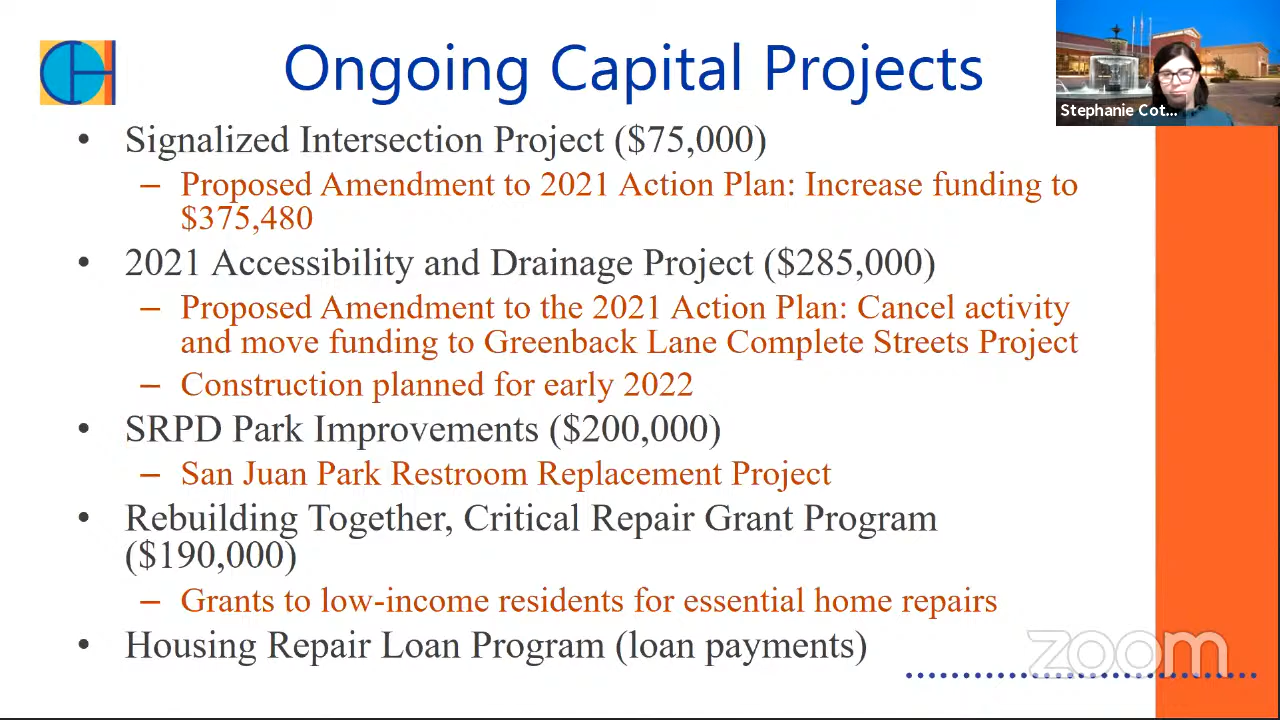 Ongoing Capital Projects
Stephanie Cot...
• Signalized Intersection Project ($75,000)
– Proposed Amendment to 2021 Action Plan: Increase funding to
$375,480
• 2021 Accessibility and Drainage Project ($285,000)
– Proposed Amendment to the 2021 Action Plan: Cancel activity
and move funding to Greenback Lane Complete Streets Project
– Construction planned for early 2022
• SRPD Park Improvements ($200,000)
– San Juan Park Restroom Replacement Project
• Rebuilding Together, Critical Repair Grant Program
($190,000)
– Grants to low-income residents for essential home repairs
• Housing Repair Loan Program (loan payments)
zoom